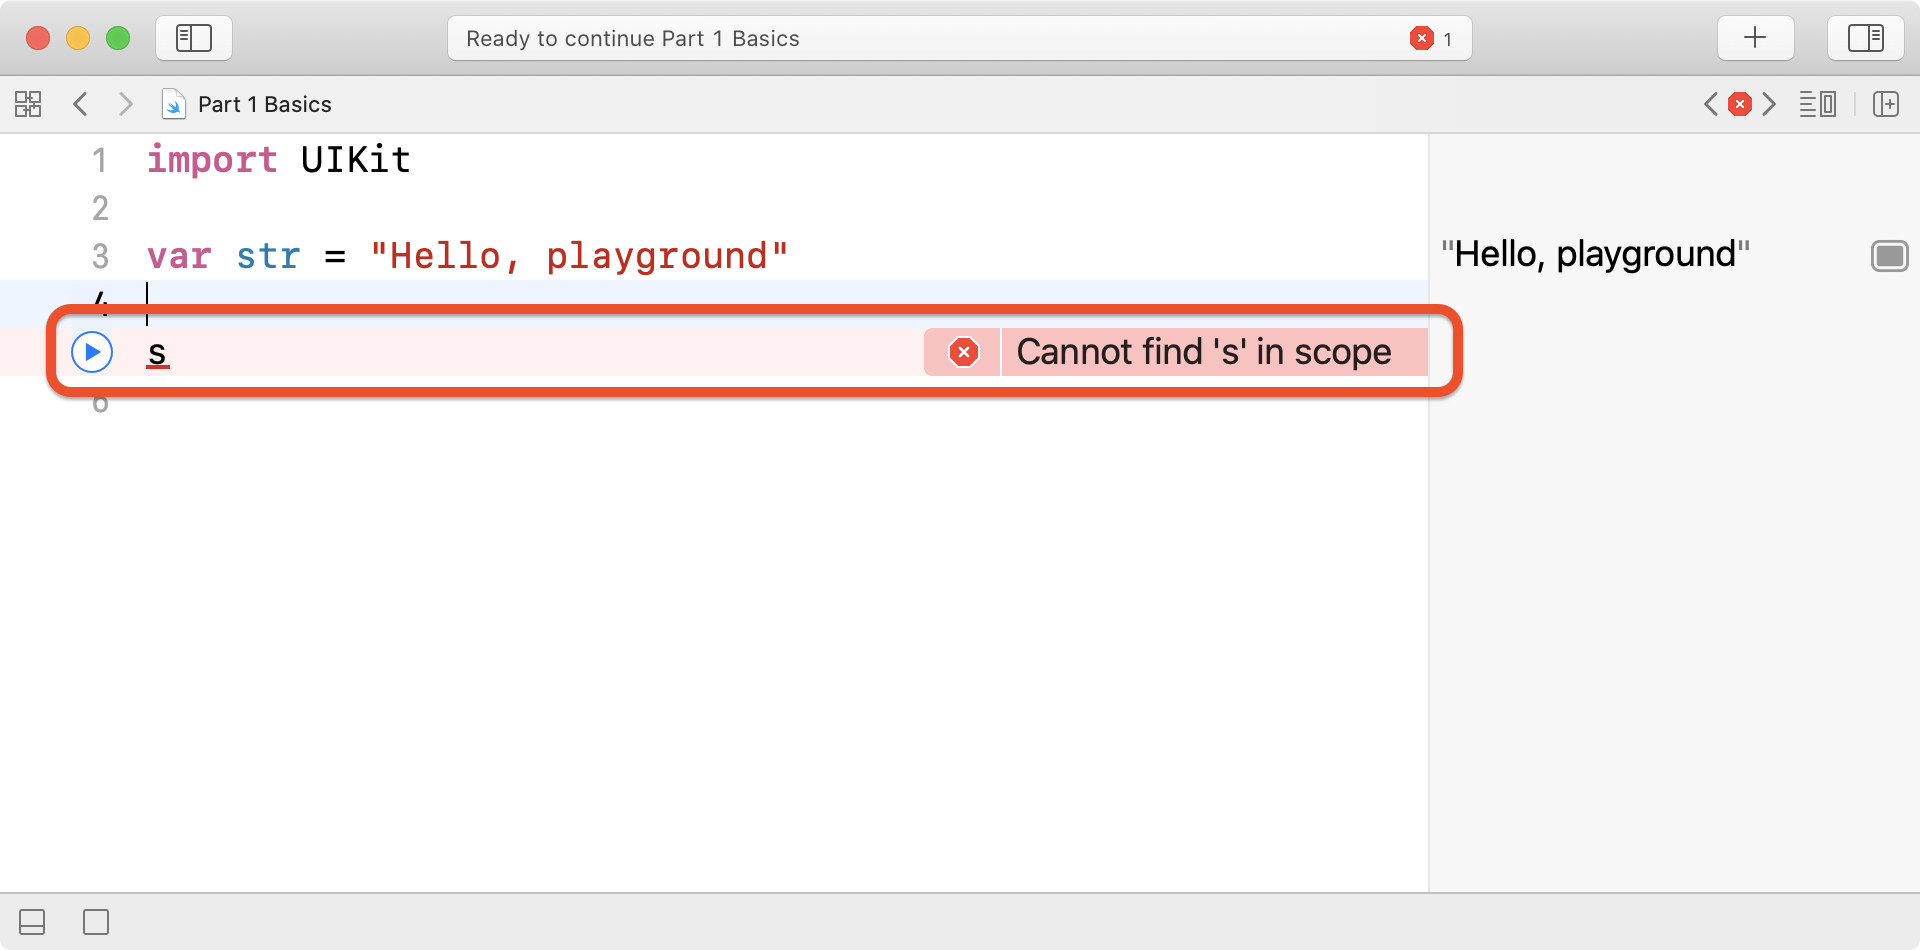 Ready to continue Part 1 Basics 1
Part 1 Basics
1 import UIKit
2
3 var str = "Hello, playground" "Hello, playground"
4
s Cannot find 's' in scope
6